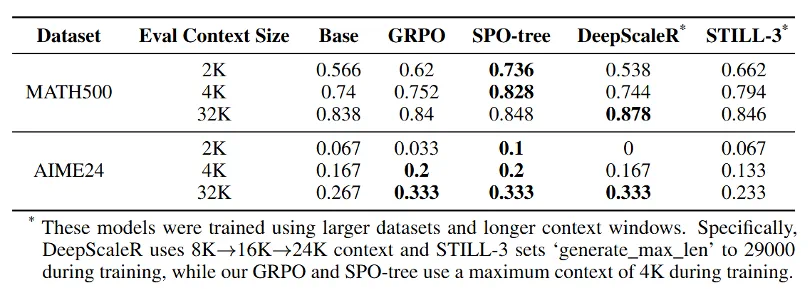 Dataset Eval Context Size Base GRPO SPO-tree DeepScaleR* STILL-3*
2K 0.566 0.62 0.736 0.538 0.662
MATH500 4K 0.74 0.752 0.828 0.744 0.794
32K 0.838 0.84 0.848 0.878 0.846
2K 0.067 0.033 0.1 0 0.067
AIME24 4K 0.167 0.2 0.2 0.167 0.133
32K 0.267 0.333 0.333 0.333 0.233
* These models were trained using larger datasets and longer context windows. Specifically,
DeepScaleR uses 8K→16K→24K context and STILL-3 sets ‘generate_max_len’ to 29000
during training, while our GRPO and SPO-tree use a maximum context of 4K during training.